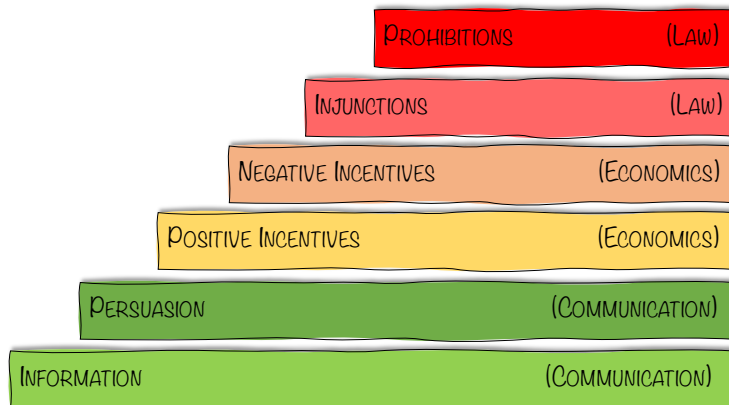 Prohibitions (Law)
Injunctions (Law)
Negative Incentives (Economics)
Positive Incentives (Economics)
Persuasion (Communication)
Information (Communication)